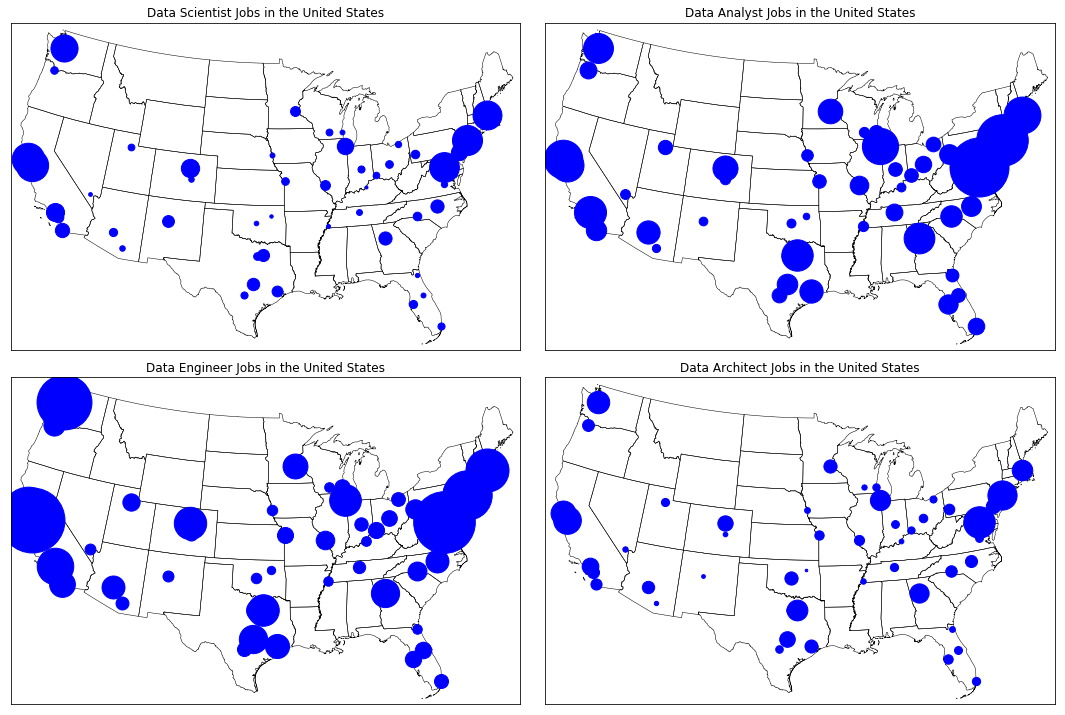 Data Scientist Jobs in the United States
Data Analyst Jobs in the United States
Data Engineer Jobs in the United States
Data Architect Jobs in the United States